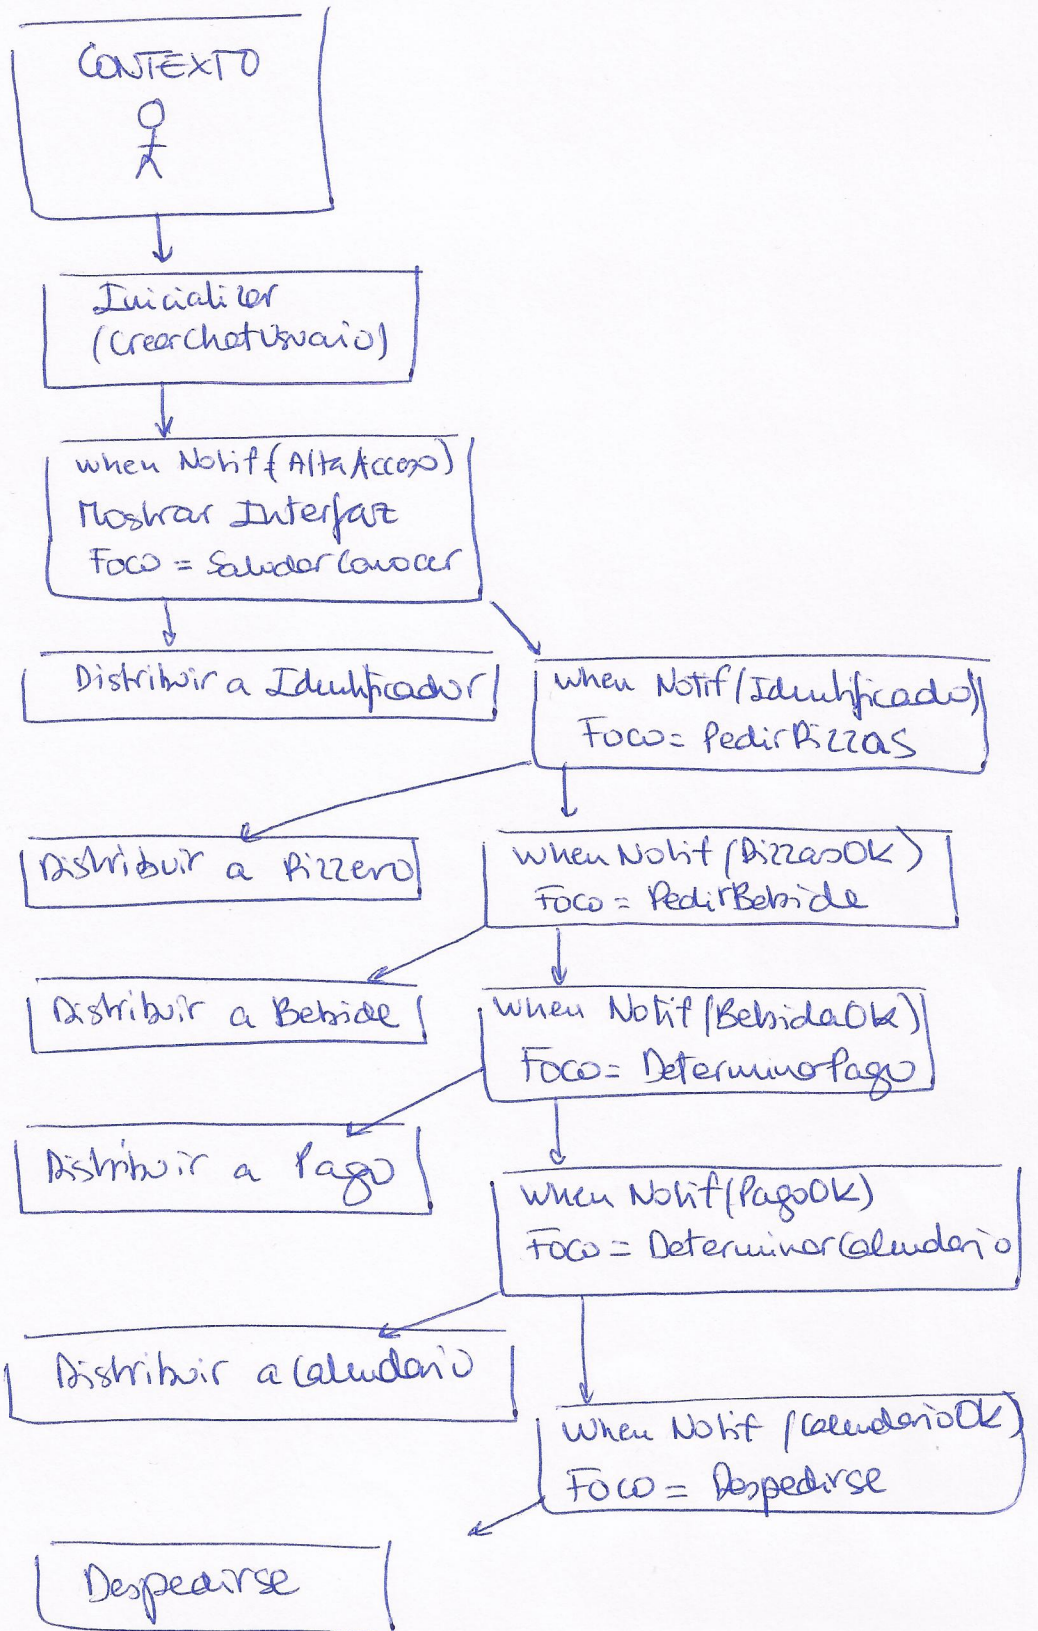 CONTEXTO
Inicializar
(CrearChatUsuaio)
when Notif(AltaAcceso)
Mostrar Interfaz
Foco = SaludarConocer
Distribuir a Identificador
when Notif(Identificado)
Foco = PedirPizzas
Distribuir a Pizzero
when Notif(PizzasOK)
Foco = PedirBebida
Distribuir a Bebida
when Notif(BebidaOk)
Foco = DeterminarPago
Distribuir a Pago
when Notif(PagoOk)
Foco = DeterminarCalendario
Distribuir a Calendario
when Notif (CalendarioOk)
Foco = Despedirse
Despedirse